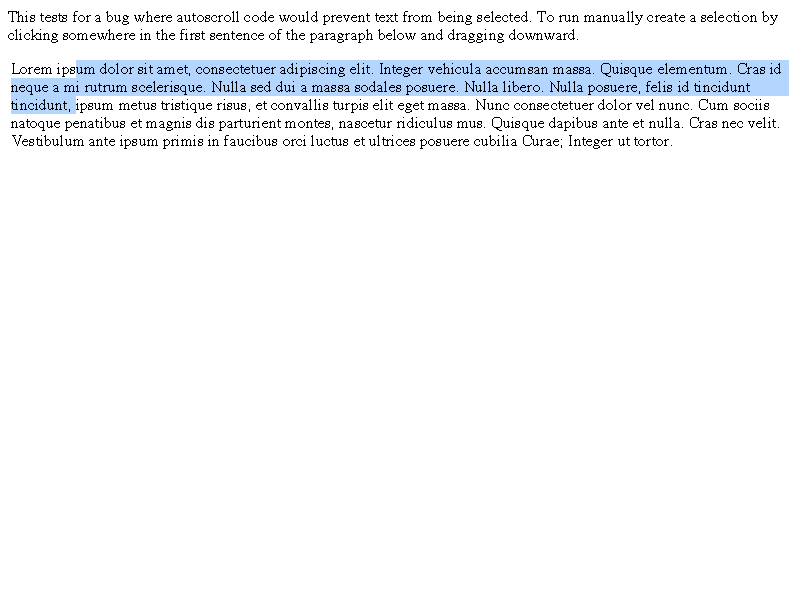 This tests for a bug where autoscroll code would prevent text from being selected. To run manually create a selection by
clicking somewhere in the first sentence of the paragraph below and dragging downward.
Lorem ipsum dolor sit amet, consectetuer adipiscing elit. Integer vehicula accumsan massa. Quisque elementum. Cras id
neque a mi rutrum scelerisque. Nulla sed dui a massa sodales posuere. Nulla libero. Nulla posuere, felis id tincidunt
tincidunt, ipsum metus tristique risus, et convallis turpis elit eget massa. Nunc consectetuer dolor vel nunc. Cum sociis
natoque penatibus et magnis dis parturient montes, nascetur ridiculus mus. Quisque dapibus ante et nulla. Cras nec velit.
Vestibulum ante ipsum primis in faucibus orci luctus et ultrices posuere cubilia Curae; Integer ut tortor.